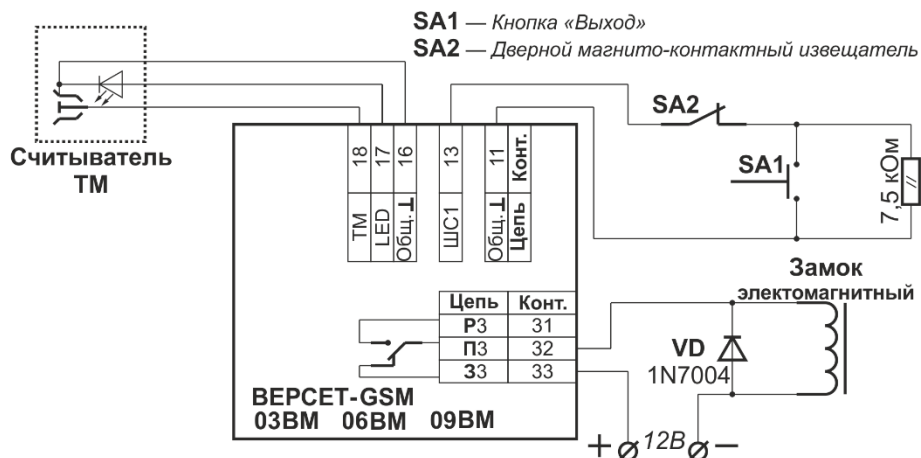 SA1 — Кнопка «Выход»
SA2 — Дверной магнито-контактный извещатель
Считыватель
ТМ
SA2
SA1
7,5 кОм
18 17 16 13 11 Конт.
ТМ LED Общ.⊥ ШС1 Общ.⊥ Цепь
Замок
электомагнитный
Цепь Конт.
Р3 31
П3 32
З3 33
VD
1N7004
ВЕРСЕТ-GSM
03ВМ 06ВМ 09ВМ
+ 12В −